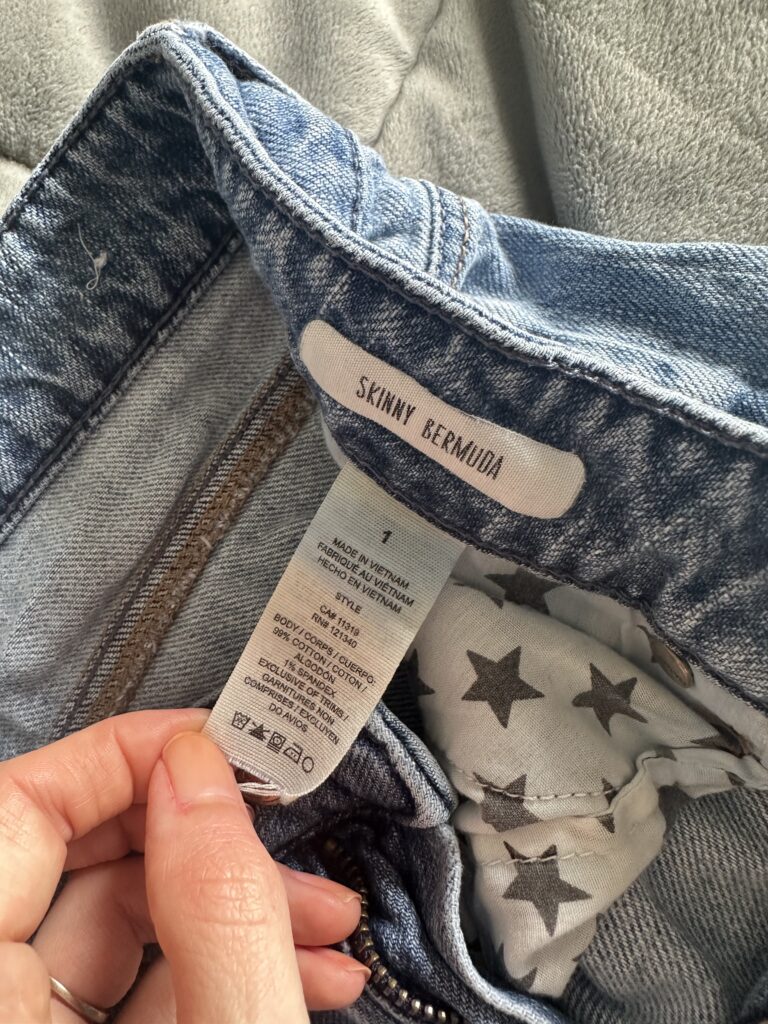 SKINNY BERMUDA
1
MADE IN VIETNAM
FABRIQUÉ AU VIÊTNAM
HECHO EN VIETNAM
STYLE
CA# 11319
RN# 121340
BODY / CORPS / CUERPO:
99% COTTON / COTON /
ALGODÓN
1% SPANDEX
EXCLUSIVE OF TRIMS /
GARNITURES NON
COMPRISES / EXCLUYEN
DO AVIOS